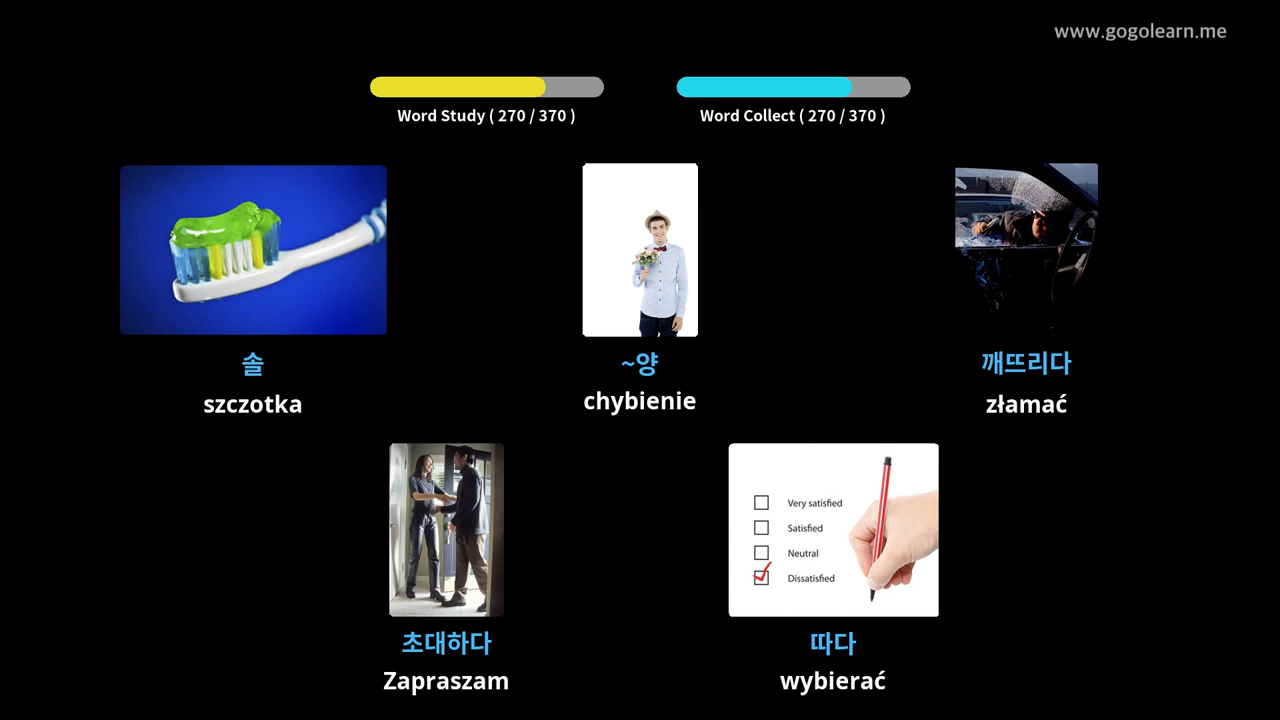 www.gogolearn.me
Word Study ( 270 / 370 )
Word Collect ( 270 / 370 )
솔
szczotka
~양
chybienie
깨뜨리다
złamać
Very satisfied
Satisfied
Neutral
Dissatisfied
초대하다
Zapraszam
따다
wybierać